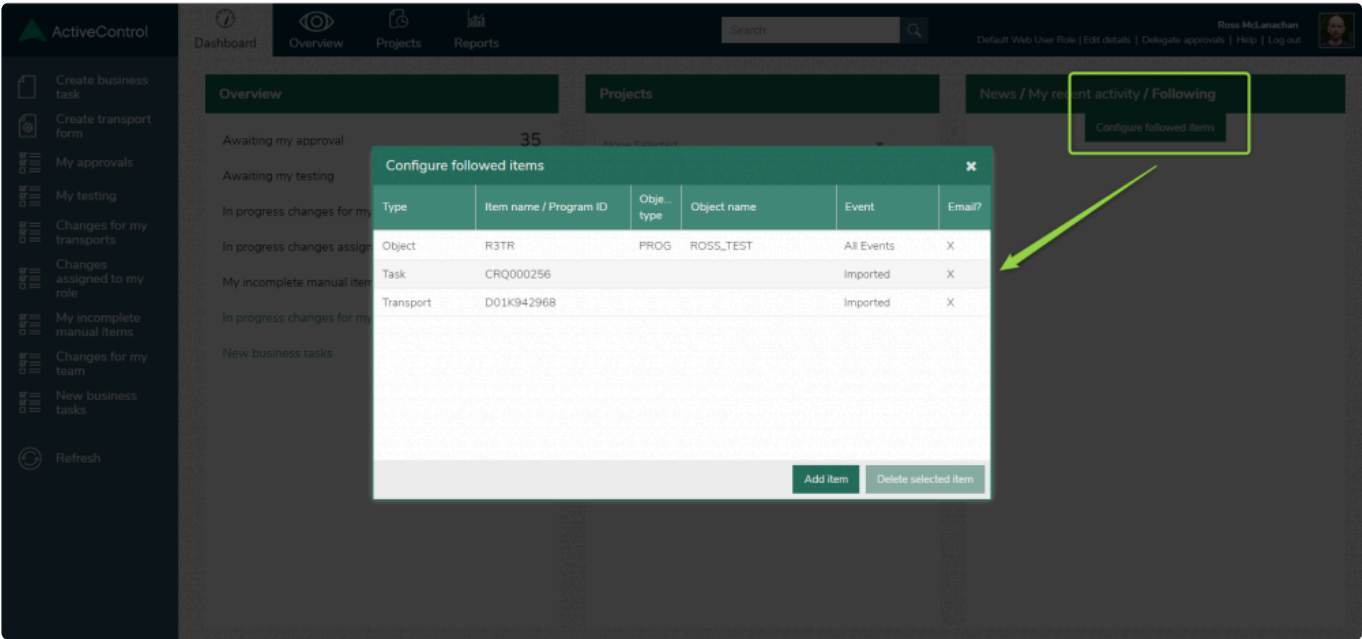 ActiveControl
Dashboard
Overview
Projects
Reports
Search
Ross McLanachan
Default Web User Role | Edit details | Delegate approvals | Help | Log out
Create business
task
Create transport
form
My approvals
My testing
Changes for my
transports
Changes
assigned to my
role
My incomplete
manual items
Changes for my
team
New business
tasks
Refresh
Overview
Awaiting my approval 35
Awaiting my testing
In progress changes for my
In progress changes assig
My incomplete manual item
In progress changes for my
New business tasks
Projects
None Selected
News / My recent activity / Following
Configure followed items
Configure followed items
Type Item name / Program ID Obje... type Object name Event Email?
Object R3TR PROG ROSS_TEST All Events X
Task CRQ000256 Imported X
Transport D01K942968 Imported X
Add item Delete selected item